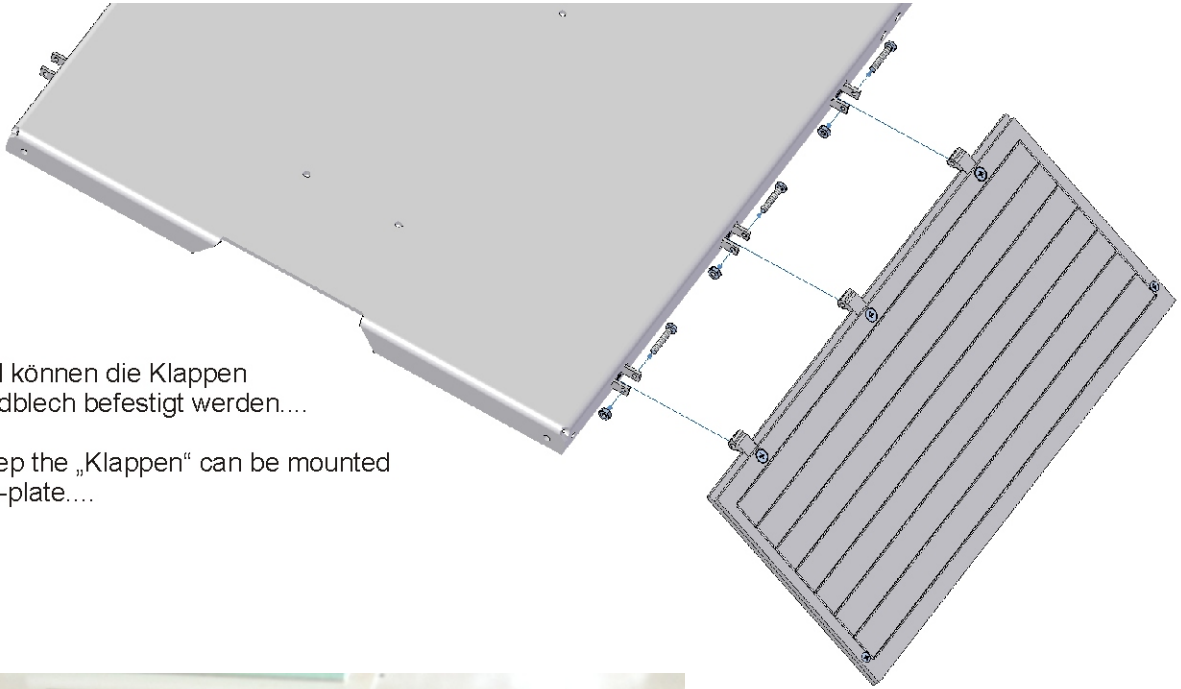 können die Klappen
dblech befestigt werden....
ep the „Klappen“ can be mounted
-plate....